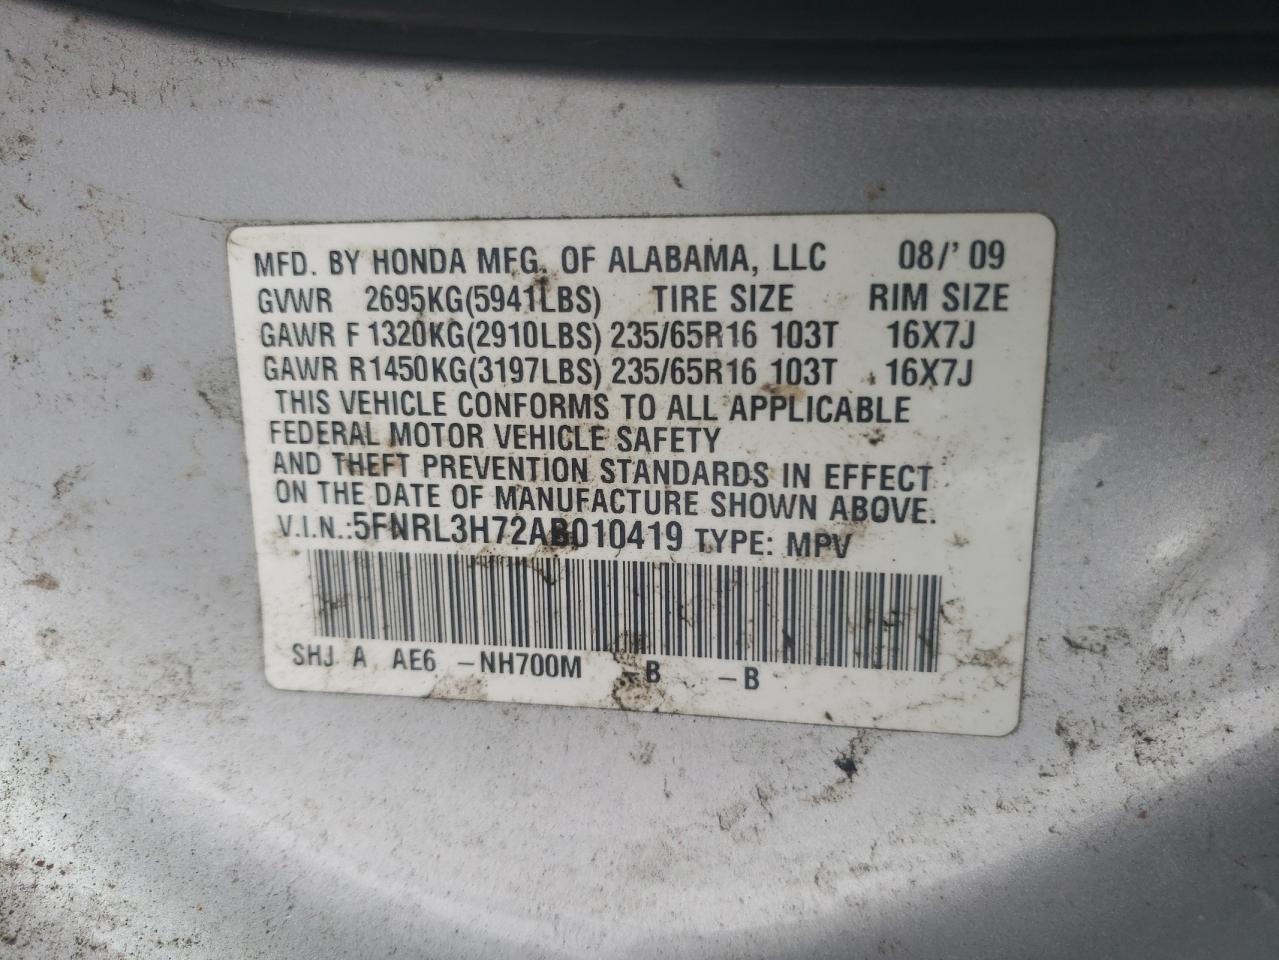 MFD. BY HONDA MFG. OF ALABAMA, LLC 08/'09
GVWR 2695KG(5941LBS) TIRE SIZE RIM SIZE
GAWR F 1320KG(2910LBS) 235/65R16 103T 16X7J
GAWR R1450KG(3197LBS) 235/65R16 103T 16X7J
THIS VEHICLE CONFORMS TO ALL APPLICABLE
FEDERAL MOTOR VEHICLE SAFETY
AND THEFT PREVENTION STANDARDS IN EFFECT
ON THE DATE OF MANUFACTURE SHOWN ABOVE.
V.I.N.:5FNRL3H72AB010419 TYPE: MPV
SHJ A AE6 -NH700M -B -B